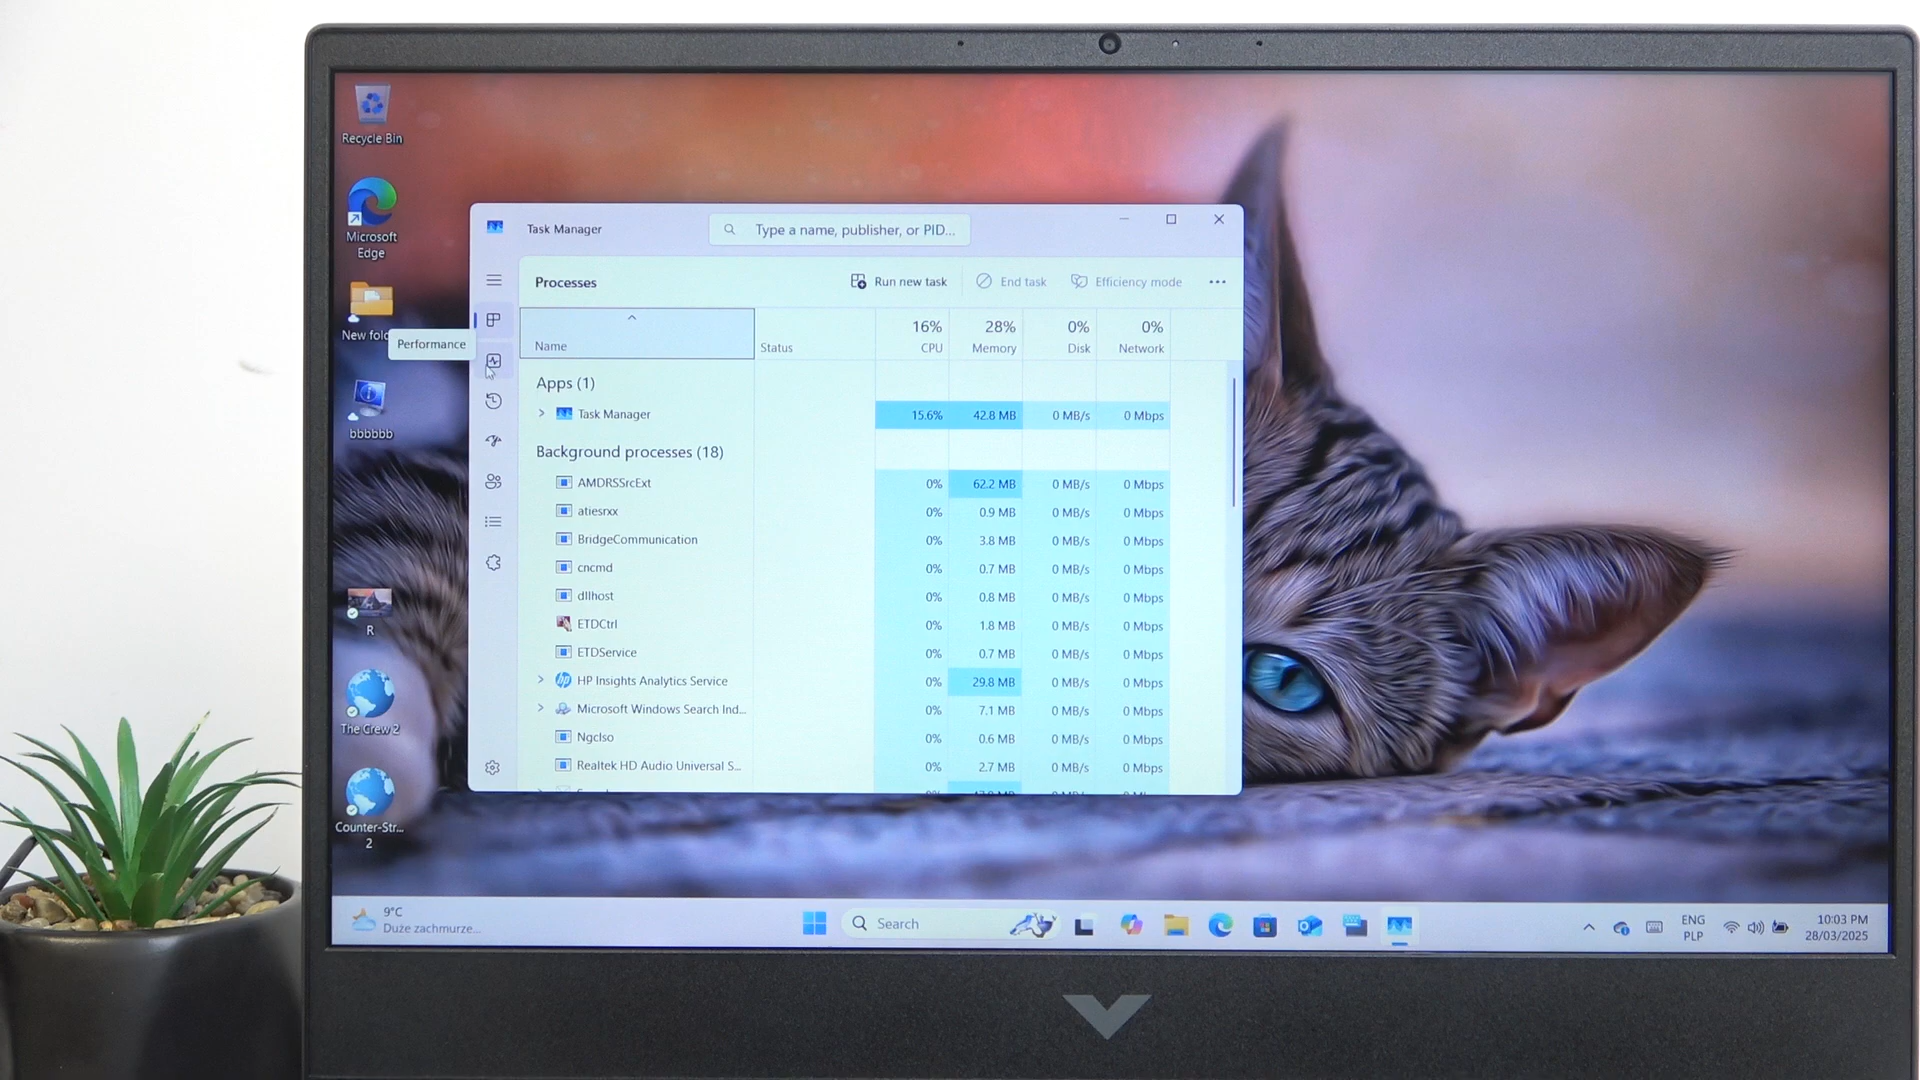 Recycle Bin
Microsoft
Edge
New fol
Performance
bbbbbb
R
The Crew 2
Counter-Str...
2
Task Manager
Type a name, publisher, or PID...
Processes
Run new task
End task
Efficiency mode
Name
Status
16%
CPU
28%
Memory
0%
Disk
0%
Network
Apps (1)
Task Manager 15.6% 42.8 MB 0 MB/s 0 Mbps
Background processes (18)
AMDRSSrcExt 0% 62.2 MB 0 MB/s 0 Mbps
atiesrxx 0% 0.9 MB 0 MB/s 0 Mbps
BridgeCommunication 0% 3.8 MB 0 MB/s 0 Mbps
cncmd 0% 0.7 MB 0 MB/s 0 Mbps
dllhost 0% 0.8 MB 0 MB/s 0 Mbps
ETDCtrl 0% 1.8 MB 0 MB/s 0 Mbps
ETDService 0% 0.7 MB 0 MB/s 0 Mbps
HP Insights Analytics Service 0% 29.8 MB 0 MB/s 0 Mbps
Microsoft Windows Search Ind... 0% 7.1 MB 0 MB/s 0 Mbps
NgcIso 0% 0.6 MB 0 MB/s 0 Mbps
Realtek HD Audio Universal S... 0% 2.7 MB 0 MB/s 0 Mbps
9°C
Duże zachmurze...
Search
ENG
PLP
10:03 PM
28/03/2025